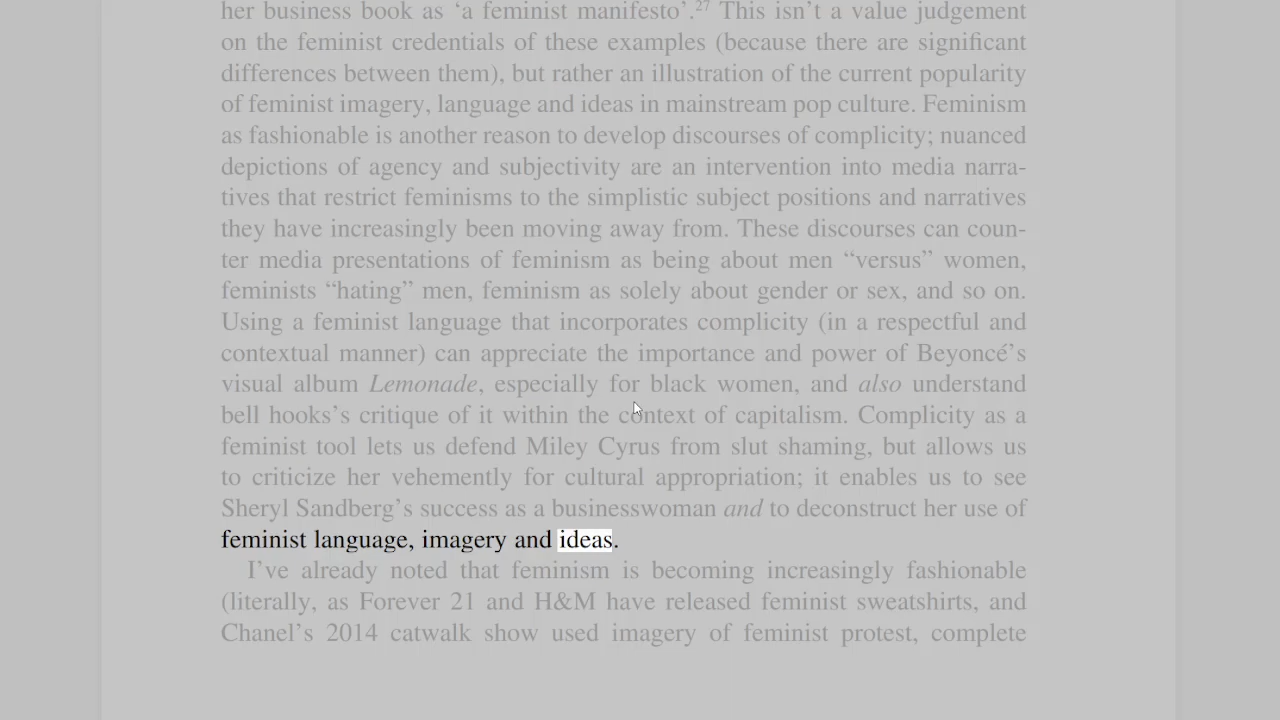 her business book as ‘a feminist manifesto’.27 This isn’t a value judgement
on the feminist credentials of these examples (because there are significant
differences between them), but rather an illustration of the current popularity
of feminist imagery, language and ideas in mainstream pop culture. Feminism
as fashionable is another reason to develop discourses of complicity; nuanced
depictions of agency and subjectivity are an intervention into media narra-
tives that restrict feminisms to the simplistic subject positions and narratives
they have increasingly been moving away from. These discourses can coun-
ter media presentations of feminism as being about men “versus” women,
feminists “hating” men, feminism as solely about gender or sex, and so on.
Using a feminist language that incorporates complicity (in a respectful and
contextual manner) can appreciate the importance and power of Beyoncé’s
visual album Lemonade, especially for black women, and also understand
bell hooks’s critique of it within the context of capitalism. Complicity as a
feminist tool lets us defend Miley Cyrus from slut shaming, but allows us
to criticize her vehemently for cultural appropriation; it enables us to see
Sheryl Sandberg’s success as a businesswoman and to deconstruct her use of
feminist language, imagery and ideas.
I’ve already noted that feminism is becoming increasingly fashionable
(literally, as Forever 21 and H&M have released feminist sweatshirts, and
Chanel’s 2014 catwalk show used imagery of feminist protest, complete